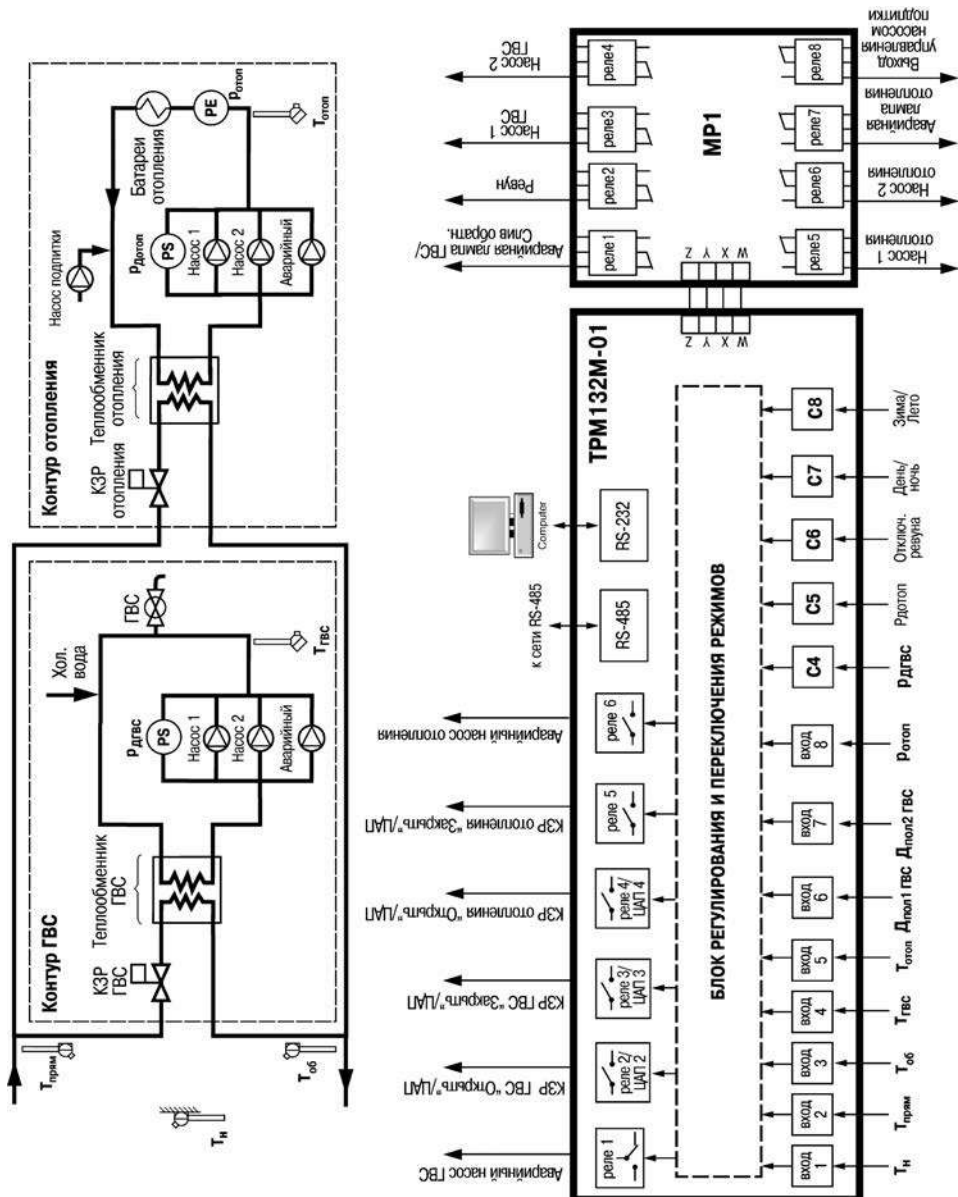 Контур ГВС
Контур отопления
Тпрям
Тоб
Тн
КЗР
ГВС
Теплообменник
ГВС
Хол.
вода
ГВС
рдгвс
PS
Насос 1
Насос 2
Аварийный
Тгвс
КЗР
отопления
Теплообменник
отопления
Насос подпитки
Батареи
отопления
рДотоп
PS
Насос 1
Насос 2
Аварийный
PE
ротоп
Тотоп
Аварийный насос ГВС
КЗР ГВС "Открыть"/ЦАП
КЗР ГВС "Закрыть"/ЦАП
КЗР отопления "Открыть"/ЦАП
КЗР отопления "Закрыть"/ЦАП
Аварийный насос отопления
к сети RS-485
Computer
ТРМ132М-01
реле 1
реле 2/
ЦАП 2
реле 3/
ЦАП 3
реле 4/
ЦАП 4
реле 5
реле 6
RS-485
RS-232
БЛОК РЕГУЛИРОВАНИЯ И ПЕРЕКЛЮЧЕНИЯ РЕЖИМОВ
вход
1
вход
2
вход
3
вход
4
вход
5
вход
6
вход
7
вход
8
С4
С5
С6
С7
С8
Тн
Тпрям
Тоб
Тгвс
Тотоп
Дпол1 ГВС
Дпол2 ГВС
ротоп
рдгвс
Рдотоп
Отключ.
ревуна
День/
ночь
Зима/
Лето
Z
Y
X
W
Z
Y
X
W
МР1
Аварийная лампа ГВС/
Слив обратн.
Ревун
Насос 1
ГВС
Насос 2
ГВС
реле1
реле2
реле3
реле4
реле5
реле6
реле7
реле8
Насос 1
отопления
Насос 2
отопления
Аварийная
лампа
отопления
Выход
управления
насосом
подпитки